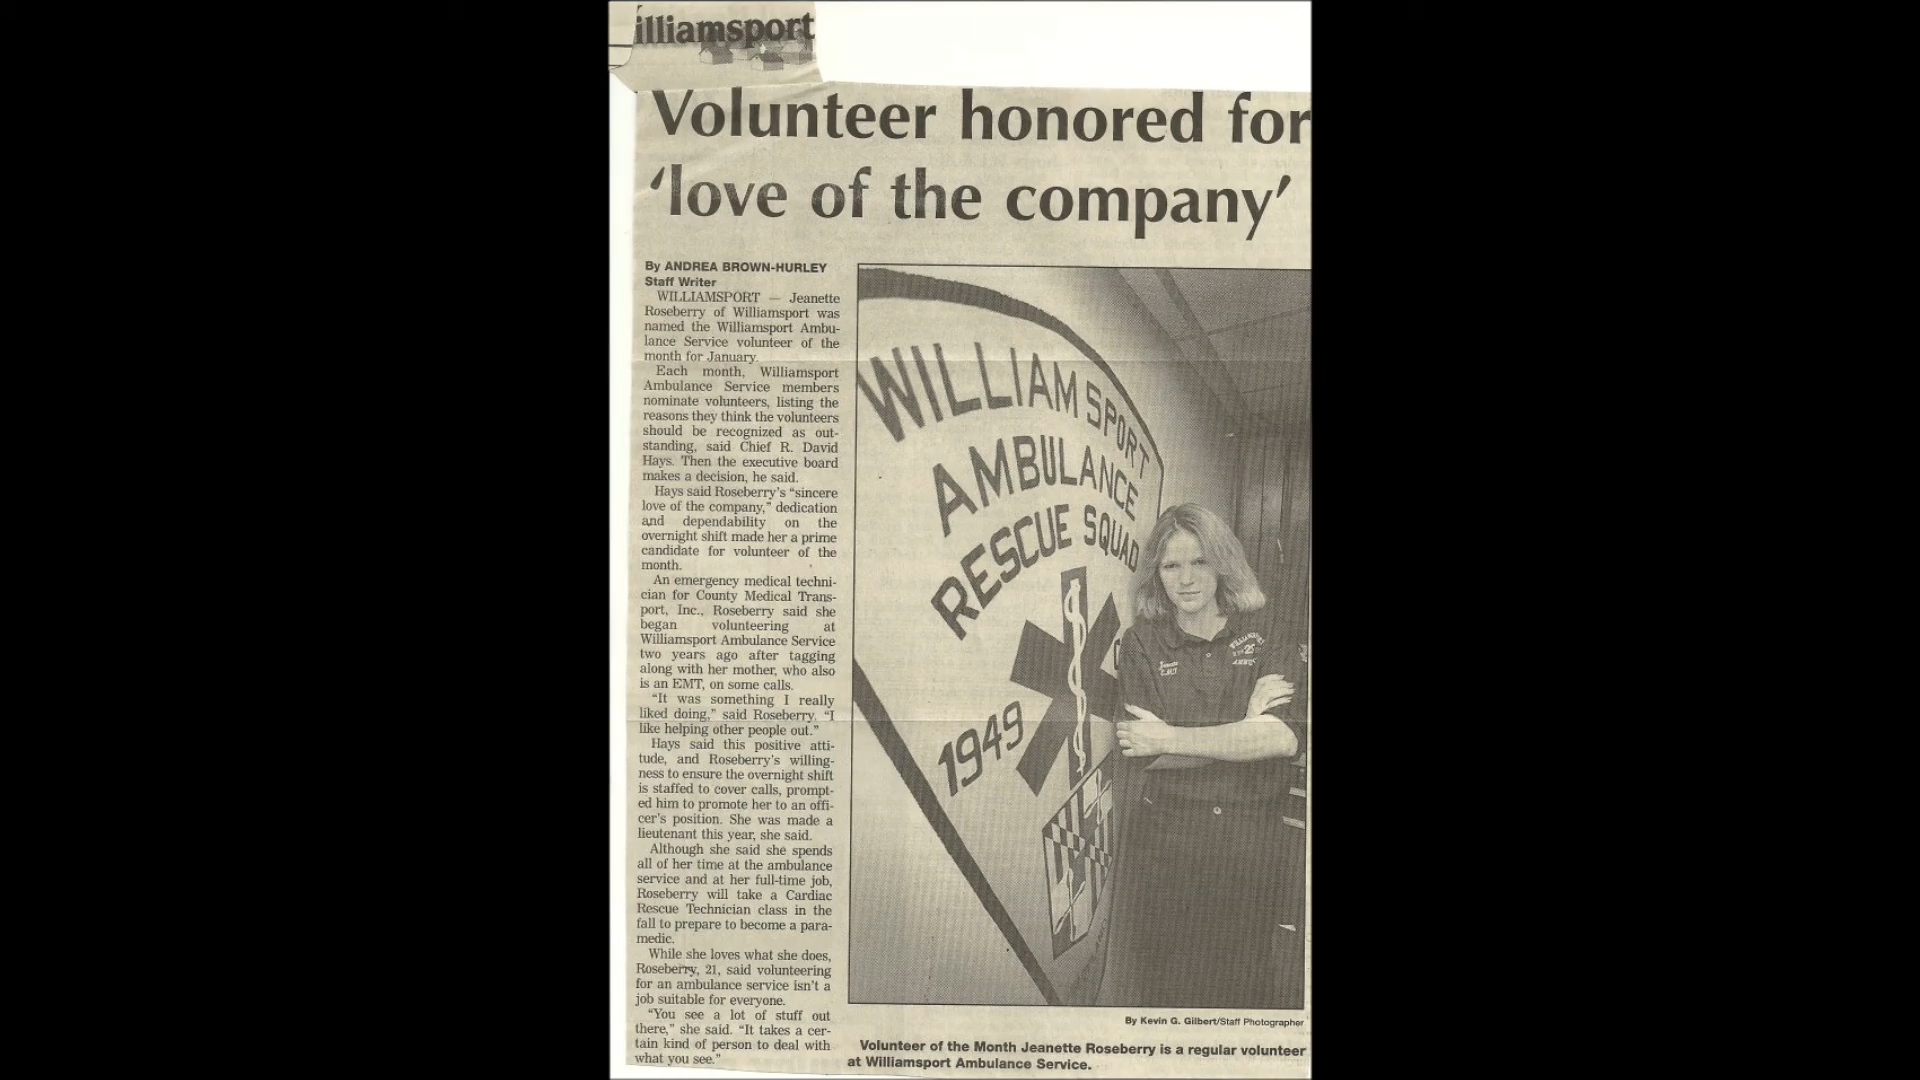 illiamsport
Volunteer honored for
'love of the company'
By ANDREA BROWN-HURLEY
Staff Writer
WILLIAMSPORT — Jeanette
Roseberry of Williamsport was
named the Williamsport Ambu-
lance Service volunteer of the
month for January.
Each month, Williamsport
Ambulance Service members
nominate volunteers, listing the
reasons they think the volunteers
should be recognized as out-
standing, said Chief R. David
Hays. Then the executive board
makes a decision, he said.
Hays said Roseberry's "sincere
love of the company," dedication
and dependability on the
overnight shift made her a prime
candidate for volunteer of the
month.
An emergency medical techni-
cian for County Medical Trans-
port, Inc., Roseberry said she
began volunteering at
Williamsport Ambulance Service
two years ago after tagging
along with her mother, who also
is an EMT, on some calls.
"It was something I really
liked doing," said Roseberry. "I
like helping other people out."
Hays said this positive atti-
tude, and Roseberry's willing-
ness to ensure the overnight shift
is staffed to cover calls, prompt-
ed him to promote her to an offi-
cer's position. She was made a
lieutenant this year, she said.
Although she said she spends
all of her time at the ambulance
service and at her full-time job,
Roseberry will take a Cardiac
Rescue Technician class in the
fall to prepare to become a para-
medic.
While she loves what she does,
Roseberry, 21, said volunteering
for an ambulance service isn't a
job suitable for everyone.
"You see a lot of stuff out
there," she said. "It takes a cer-
tain kind of person to deal with
what you see."
WILLIAMSPORT
AMBULANCE
RESCUE SQUAD
1949
WILLIAMSPORT
25
By Kevin G. Gilbert/Staff Photographer
Volunteer of the Month Jeanette Roseberry is a regular volunteer
at Williamsport Ambulance Service.